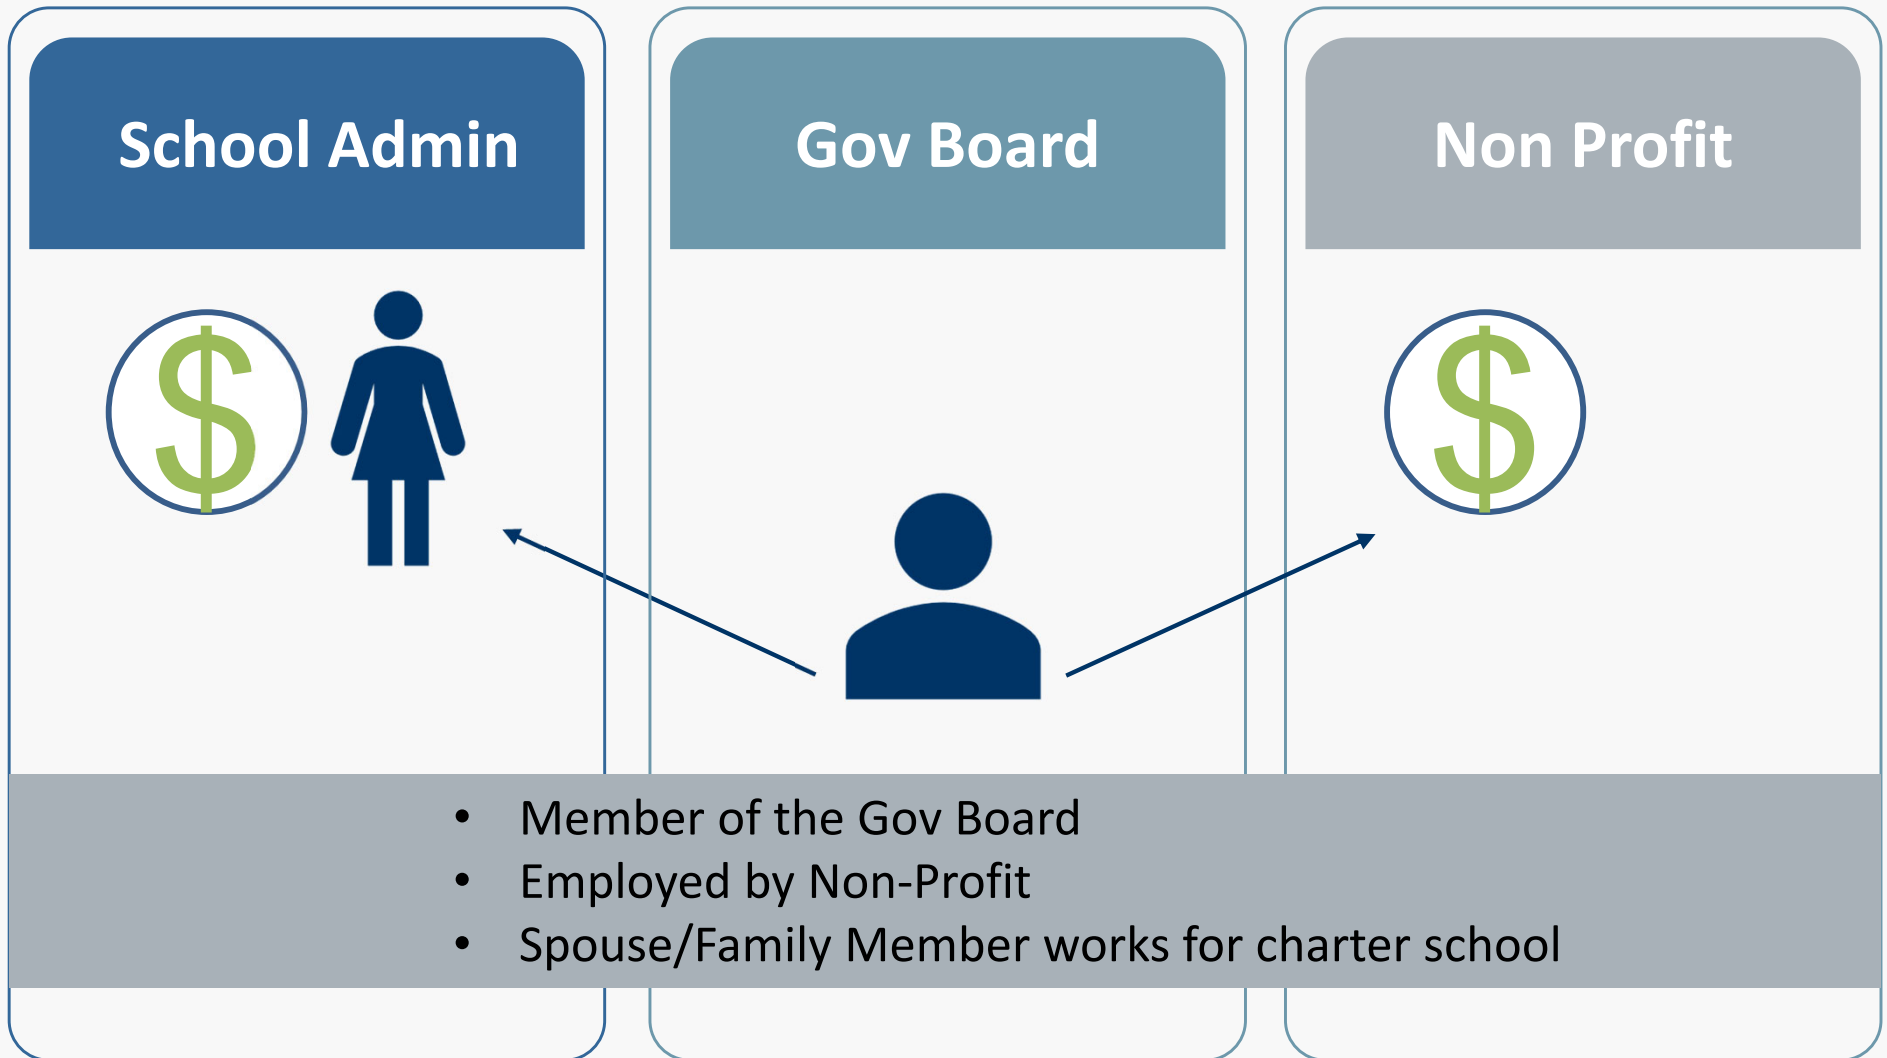 School Admin
Gov Board
Non Profit
$
$
• Member of the Gov Board
• Employed by Non-Profit
• Spouse/Family Member works for charter school